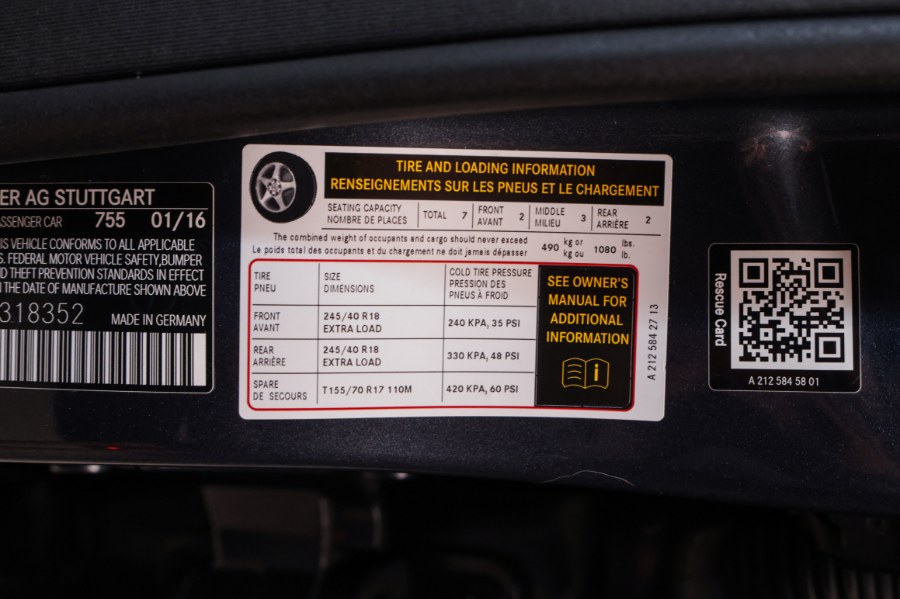 ER AG STUTTGART
ASSENGER CAR 755 01/16
IS VEHICLE CONFORMS TO ALL APPLICABLE
S. FEDERAL MOTOR VEHICLE SAFETY,BUMPER
ND THEFT PREVENTION STANDARDS IN EFFECT
N THE DATE OF MANUFACTURE SHOWN ABOVE
318352 MADE IN GERMANY
TIRE AND LOADING INFORMATION
RENSEIGNEMENTS SUR LES PNEUS ET LE CHARGEMENT
SEATING CAPACITY
NOMBRE DE PLACES
TOTAL 7
FRONT
AVANT 2
MIDDLE
MILIEU 3
REAR
ARRIÈRE 2
The combined weight of occupants and cargo should never exceed
Le poids total des occupants et du chargement ne doit jamais dépasser
490 kg or
kg ou
1080 lbs.
lb.
TIRE
PNEU
SIZE
DIMENSIONS
COLD TIRE PRESSURE
PRESSION DES
PNEUS À FROID
FRONT
AVANT
245/40 R18
EXTRA LOAD
240 KPA, 35 PSI
REAR
ARRIÈRE
245/40 R18
EXTRA LOAD
330 KPA, 48 PSI
SPARE
DE SECOURS
T155/70 R17 110M
420 KPA, 60 PSI
SEE OWNER'S
MANUAL FOR
ADDITIONAL
INFORMATION
A 212 584 27 13
Rescue Card
A 212 584 58 01